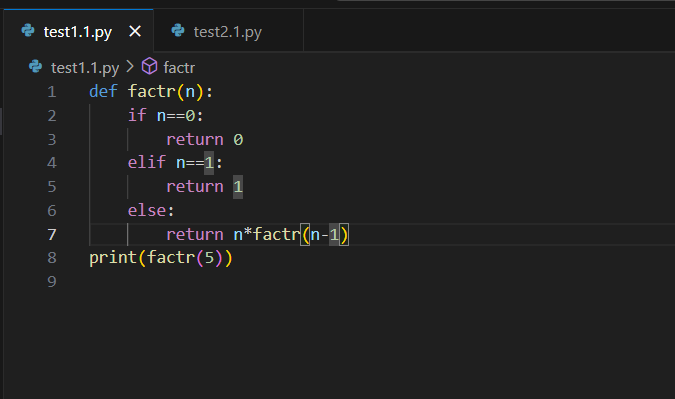 test1.1.py × test2.1.py
test1.1.py > factr
1 def factr(n):
2     if n==0:
3         return 0
4     elif n==1:
5         return 1
6     else:
7         return n*factr(n-1)
8 print(factr(5))
9